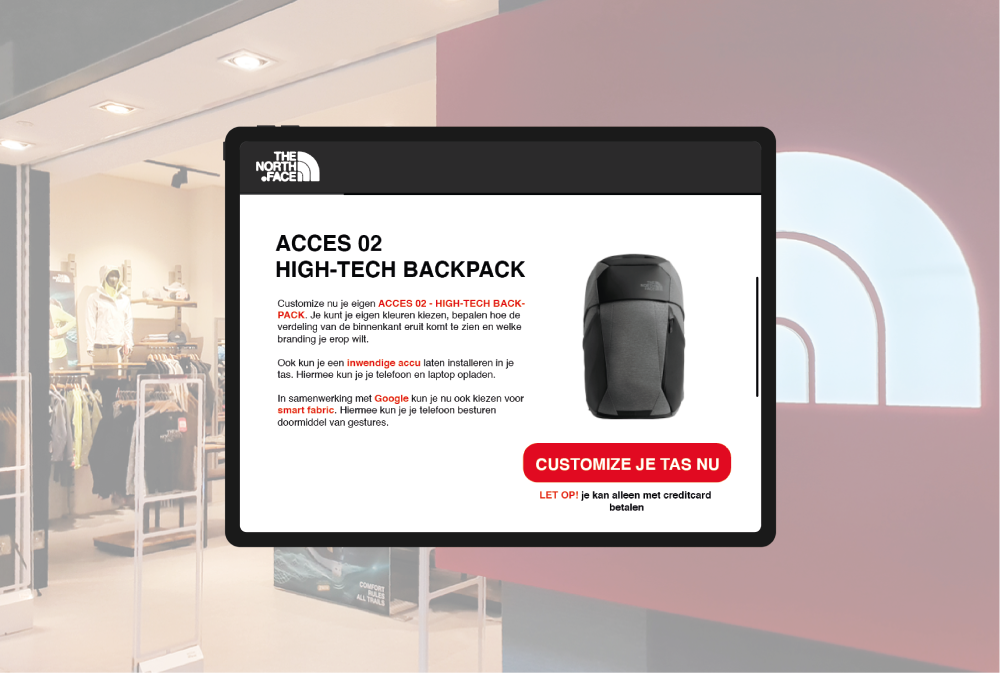 THE
NORTH
FACE
ACCES 02
HIGH-TECH BACKPACK
Customize nu je eigen ACCES 02 - HIGH-TECH BACK-
PACK. Je kunt je eigen kleuren kiezen, bepalen hoe de
verdeling van de binnenkant eruit komt te zien en welke
branding je erop wilt.
Ook kun je een inwendige accu laten installeren in je
tas. Hiermee kun je je telefoon en laptop opladen.
In samenwerking met Google kun je nu ook kiezen voor
smart fabric. Hiermee kun je je telefoon besturen
doormiddel van gestures.
CUSTOMIZE JE TAS NU
LET OP! je kan alleen met creditcard
betalen
COMFORT
RULES
ALL TRAILS